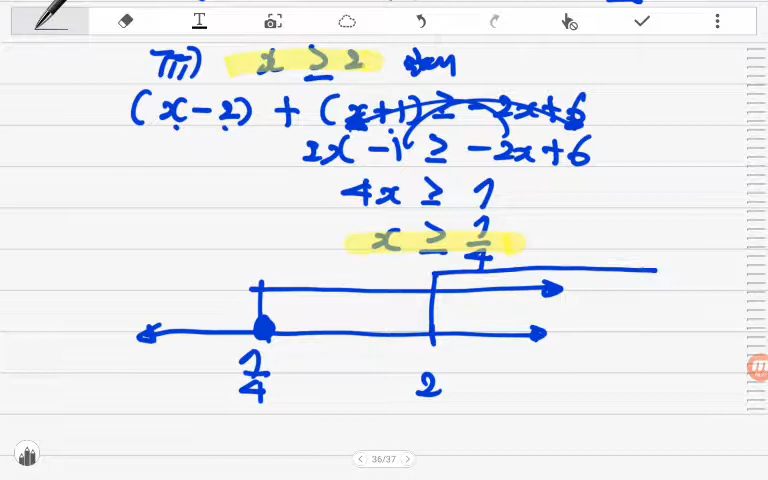 III) x ≥ 2
(x-2) + (x+1) ≥ -2x+6
2x -1 ≥ -2x+6
4x ≥ 7
x ≥ 7/4
7/4 2
36/37